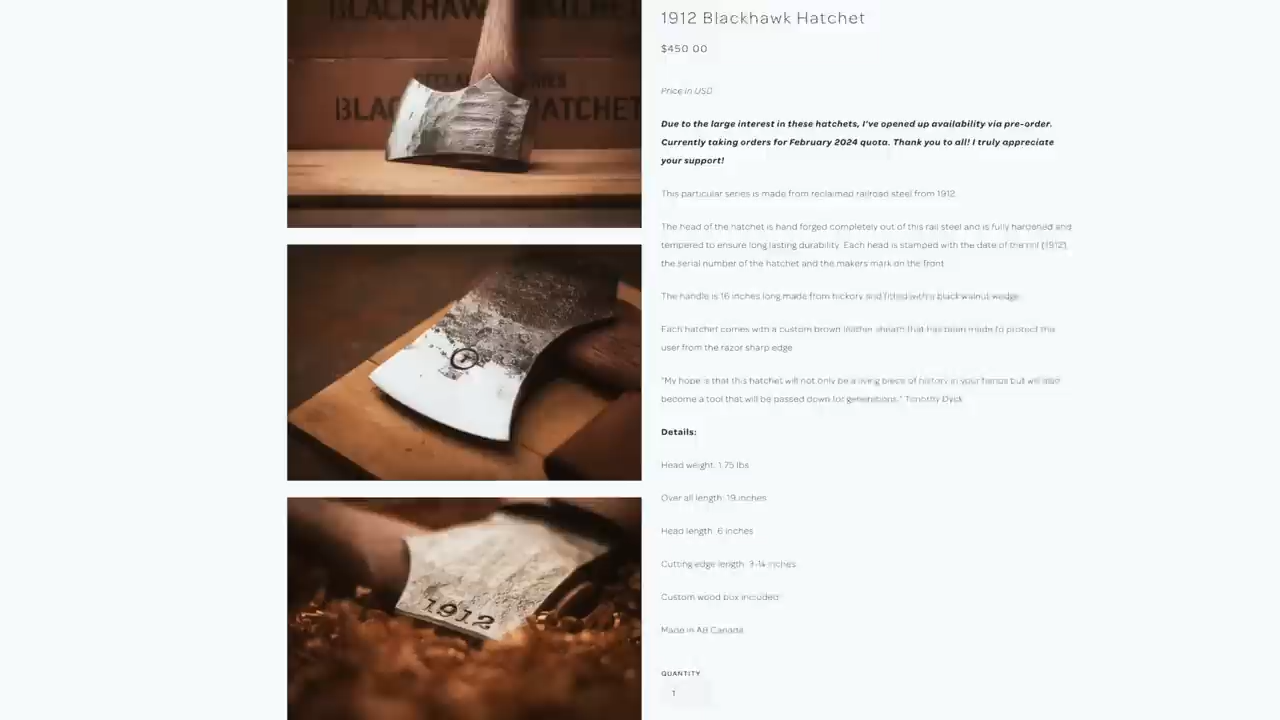 BLACKHAWK HATCHET
BLAC HATCHET
1912
1912 Blackhawk Hatchet
$450.00
Price in USD
Due to the large interest in these hatchets, I've opened up availability via pre-order.
Currently taking orders for February 2024 quota. Thank you to all! I truly appreciate
your support!
This particular series is made from reclaimed railroad steel from 1912.
The head of the hatchet is hand forged completely out of this rail steel and is fully hardened and
tempered to ensure long lasting durability. Each head is stamped with the date of the rail (1912),
the serial number of the hatchet and the makers mark on the front.
The handle is 16 inches long made from hickory and fitted with a black walnut wedge.
Each hatchet comes with a custom brown leather sheath that has been made to protect the
user from the razor sharp edge.
"My hope is that this hatchet will not only be a living piece of history in your hands but will also
become a tool that will be passed down for generations." Timothy Dyck
Details:
Head weight: 1.75 lbs
Over all length: 19 inches
Head length: 6 inches
Cutting edge length: 3-¼ inches
Custom wood box included
Made in AB Canada
QUANTITY
1